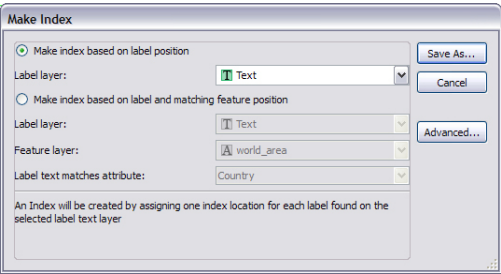 Make Index
Make index based on label position
Save As...
Label layer:
T Text
Cancel
Make index based on label and matching feature position
Label layer:
T Text
Advanced...
Feature layer:
A world_area
Label text matches attribute:
Country
An Index will be created by assigning one index location for each label found on the
selected label text layer